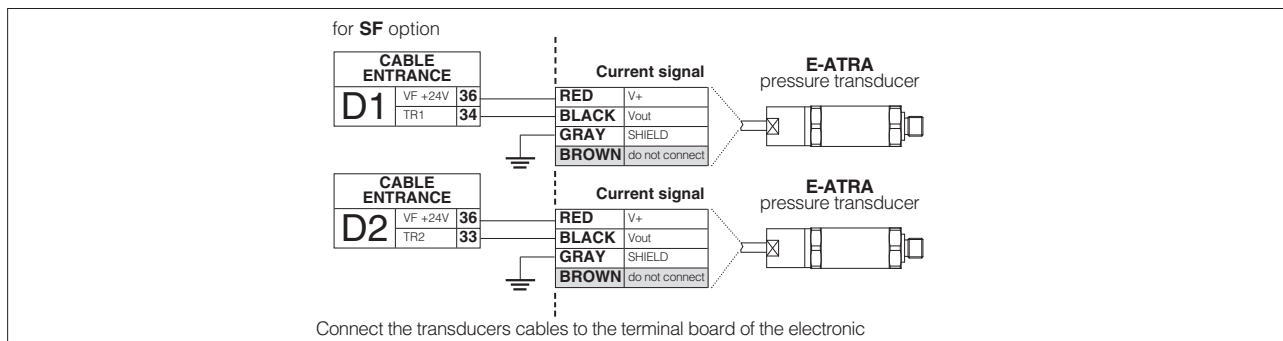 for SF option
CABLE
ENTRANCE
D1
VF +24V 36
TR1 34
Current signal
RED V+
BLACK Vout
GRAY SHIELD
BROWN do not connect
E-ATRA
pressure transducer
CABLE
ENTRANCE
D2
VF +24V 36
TR2 33
Current signal
RED V+
BLACK Vout
GRAY SHIELD
BROWN do not connect
E-ATRA
pressure transducer
Connect the transducers cables to the terminal board of the electronic